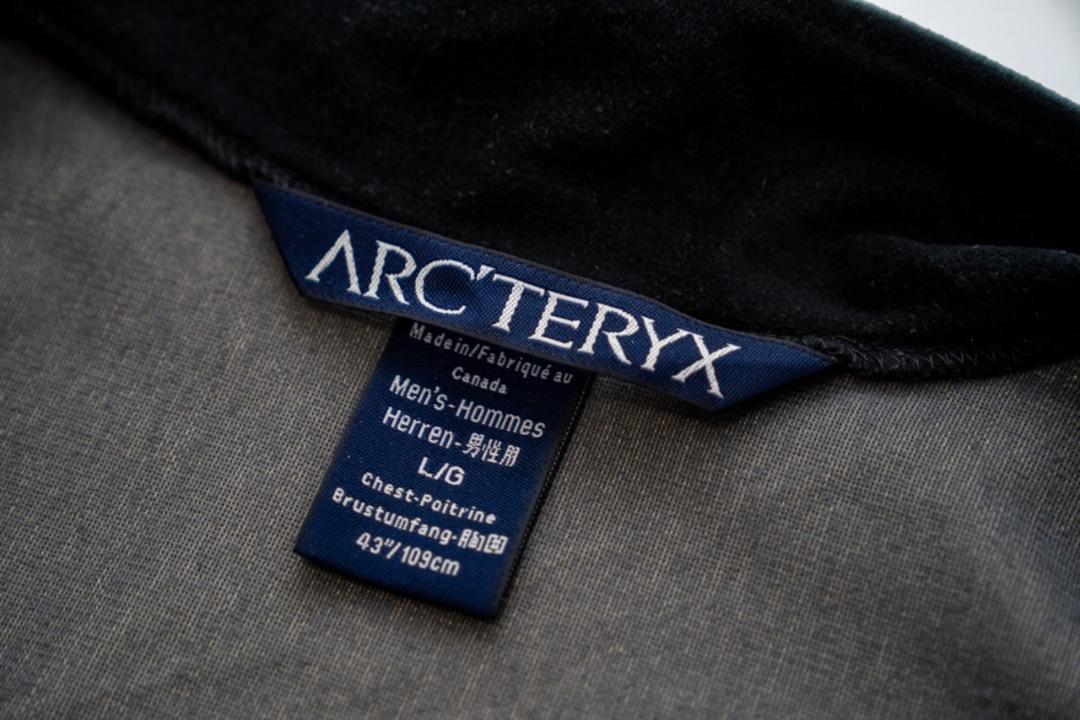 ARC'TERYX
Made in/Fabriqué au
Canada
Men's-Hommes
Herren-男性用
L/G
Chest-Poitrine
Brustumfang-胸囲
43"/109cm